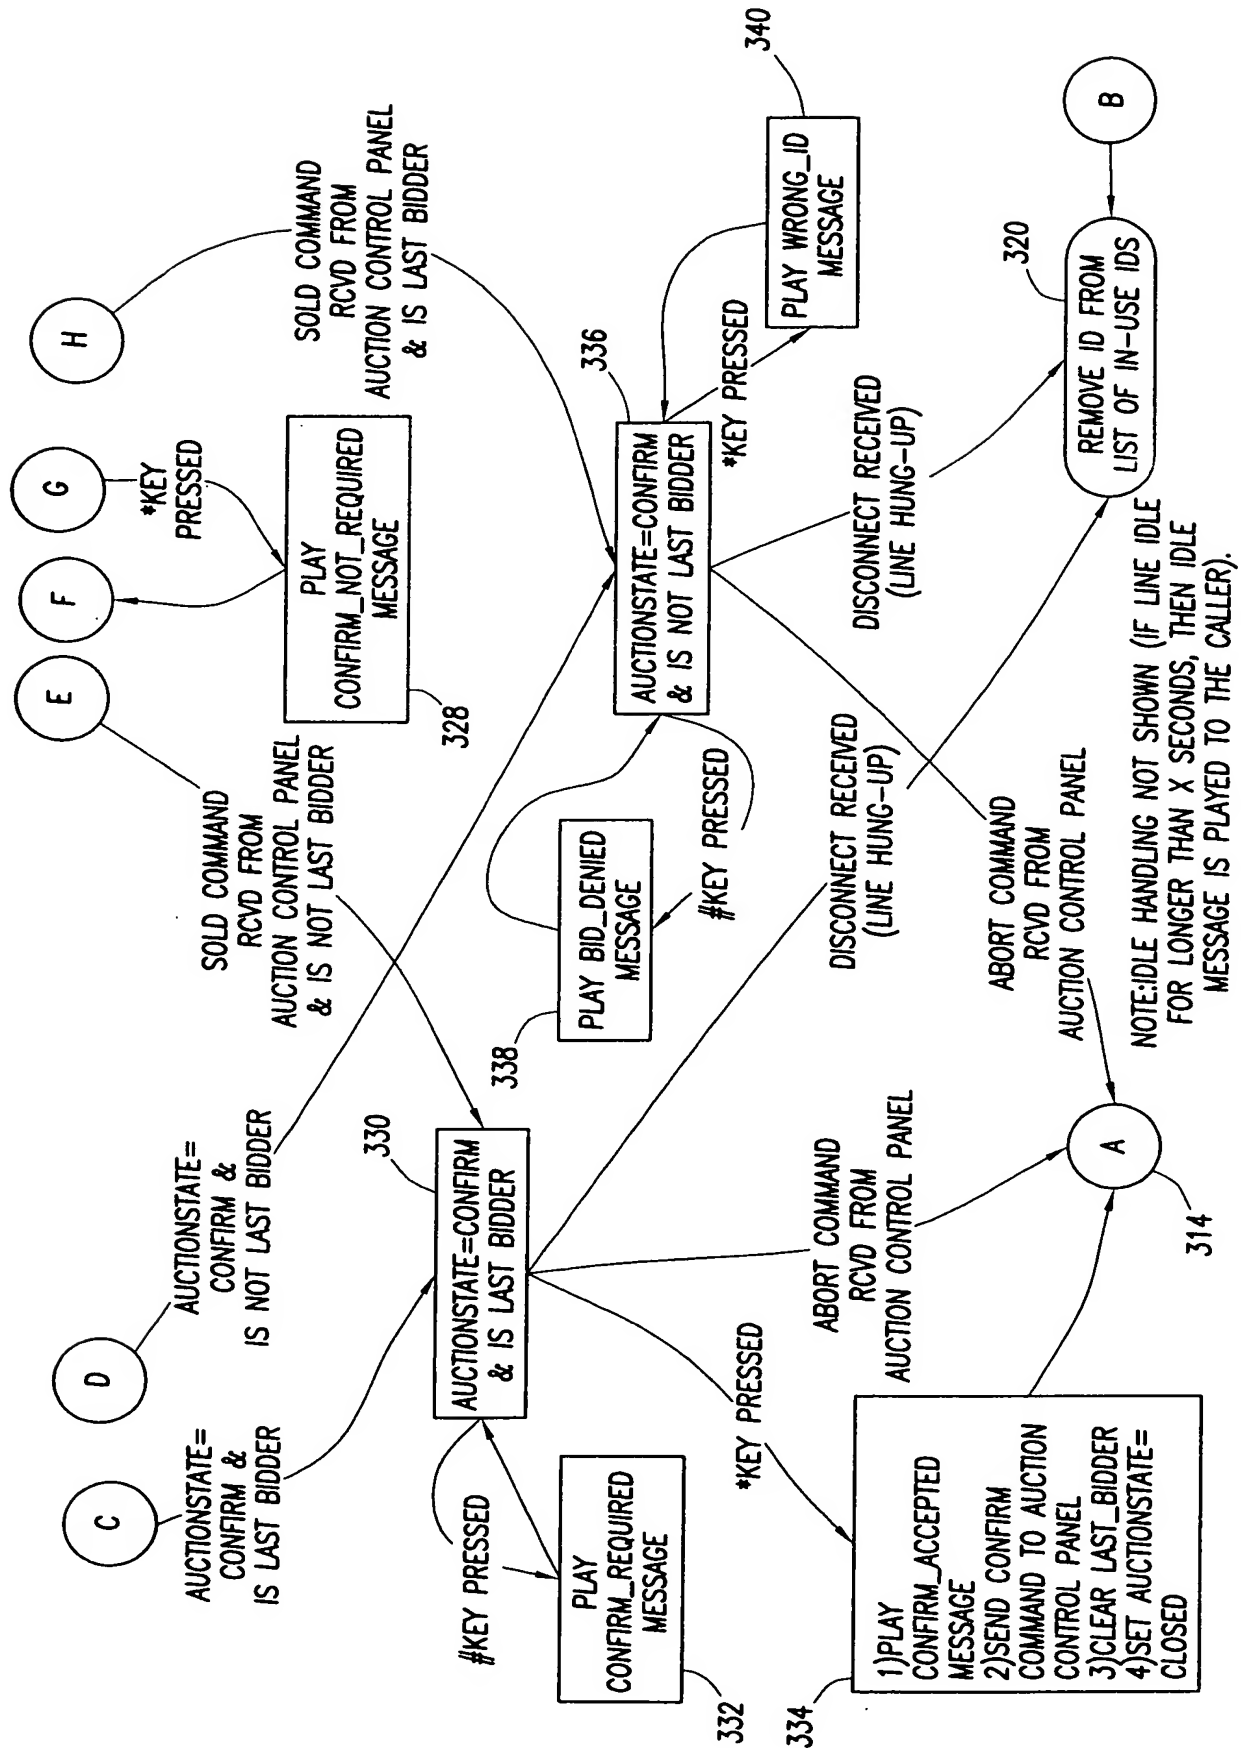 C
AUCTIONSTATE=
CONFIRM &
IS LAST BIDDER
D
AUCTIONSTATE=
CONFIRM &
IS NOT LAST BIDDER
E
SOLD COMMAND
RCVD FROM
AUCTION CONTROL PANEL
& IS NOT LAST BIDDER
F
G
*KEY
PRESSED
PLAY
CONFIRM_NOT_REQUIRED
MESSAGE
328
H
SOLD COMMAND
RCVD FROM
AUCTION CONTROL PANEL
& IS LAST BIDDER
330
AUCTIONSTATE=CONFIRM
& IS LAST BIDDER
#KEY PRESSED
PLAY
CONFIRM_REQUIRED
MESSAGE
332
336
AUCTIONSTATE=CONFIRM
& IS NOT LAST BIDDER
PLAY BID_DENIED
MESSAGE
338
#KEY PRESSED
*KEY PRESSED
PLAY WRONG_ID
MESSAGE
340
*KEY PRESSED
334
1)PLAY
CONFIRM_ACCEPTED
MESSAGE
2)SEND CONFIRM
COMMAND TO AUCTION
CONTROL PANEL
3)CLEAR LAST_BIDDER
4)SET AUCTIONSTATE=
CLOSED
ABORT COMMAND
RCVD FROM
AUCTION CONTROL PANEL
DISCONNECT RECEIVED
(LINE HUNG-UP)
DISCONNECT RECEIVED
(LINE HUNG-UP)
ABORT COMMAND
RCVD FROM
AUCTION CONTROL PANEL
A
314
320
REMOVE ID FROM
LIST OF IN-USE IDS
B
NOTE:IDLE HANDLING NOT SHOWN (IF LINE IDLE
FOR LONGER THAN X SECONDS, THEN IDLE
MESSAGE IS PLAYED TO THE CALLER).